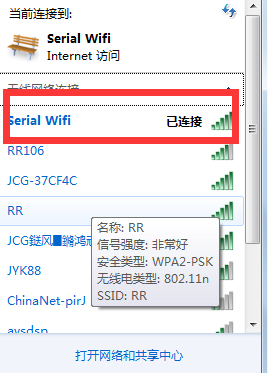 当前连接到:
Serial Wifi
Internet 访问
无线网络连接
Serial Wifi 已连接
RR106
JCG-37CF4C
RR
名称: RR
信号强度: 非常好
安全类型: WPA2-PSK
无线电类型: 802.11n
SSID: RR
JYK88
ChinaNet-pirJ
打开网络和共享中心